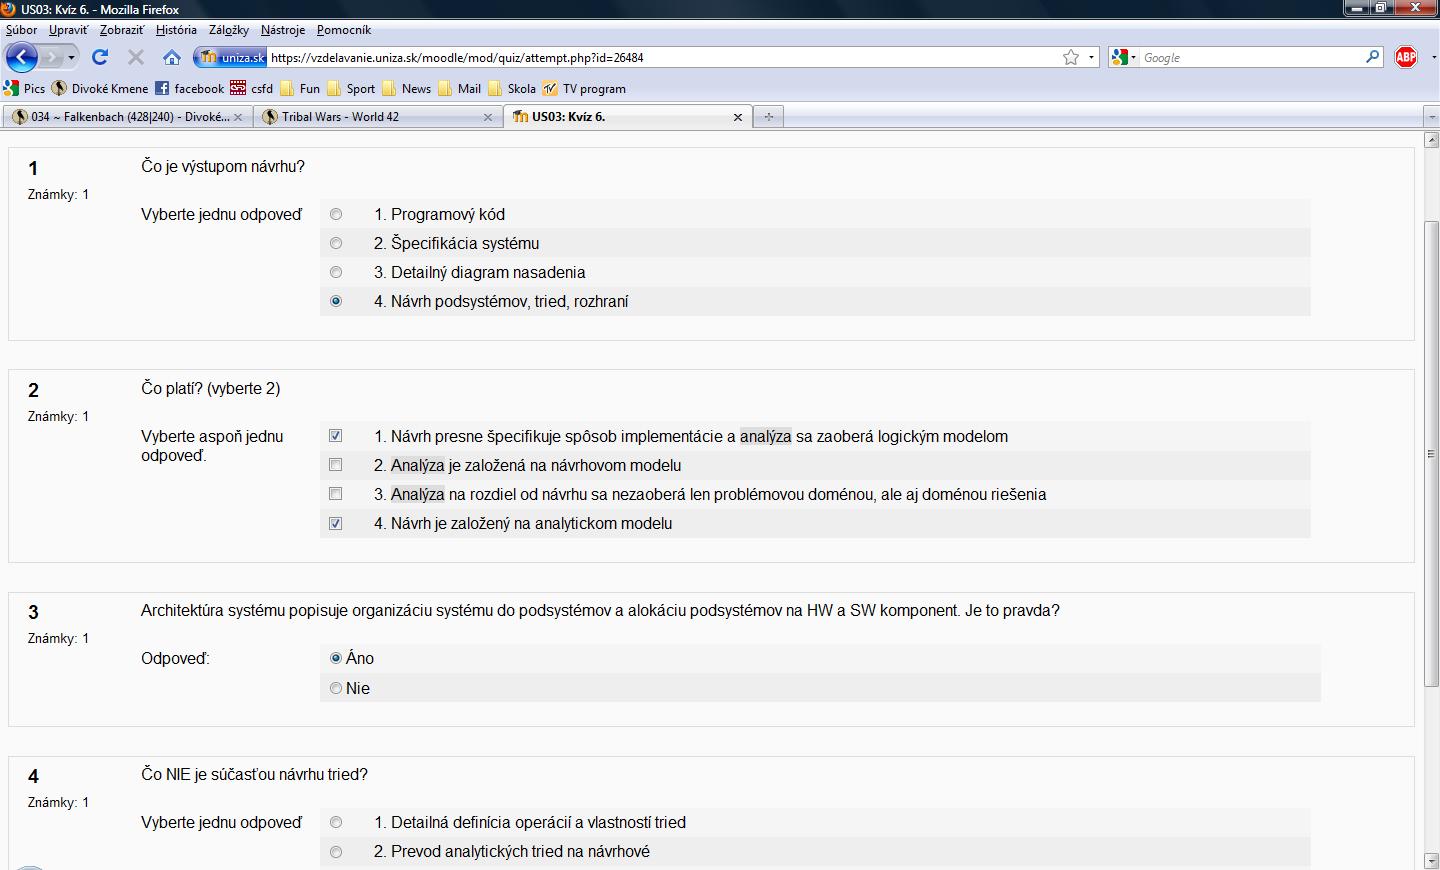 US03: Kvíz 6. - Mozilla Firefox
Súbor Upraviť Zobraziť História Záložky Nástroje Pomocník
uniza.sk https://vzdelavanie.uniza.sk/moodle/mod/quiz/attempt.php?id=26484 Google ABP
Pics Divoké Kmene facebook csfd Fun Sport News Mail Skola TV program
034 ~ Falkenbach (428|240) - Divoké... Tribal Wars - World 42 US03: Kvíz 6.
1 Čo je výstupom návrhu?
Známky: 1
Vyberte jednu odpoveď 1. Programový kód
2. Špecifikácia systému
3. Detailný diagram nasadenia
4. Návrh podsystémov, tried, rozhraní
2 Čo platí? (vyberte 2)
Známky: 1
Vyberte aspoň jednu odpoveď. 1. Návrh presne špecifikuje spôsob implementácie a analýza sa zaoberá logickým modelom
2. Analýza je založená na návrhovom modelu
3. Analýza na rozdiel od návrhu sa nezaoberá len problémovou doménou, ale aj doménou riešenia
4. Návrh je založený na analytickom modelu
3 Architektúra systému popisuje organizáciu systému do podsystémov a alokáciu podsystémov na HW a SW komponent. Je to pravda?
Známky: 1
Odpoveď: Áno
Nie
4 Čo NIE je súčasťou návrhu tried?
Známky: 1
Vyberte jednu odpoveď 1. Detailná definícia operácií a vlastností tried
2. Prevod analytických tried na návrhové